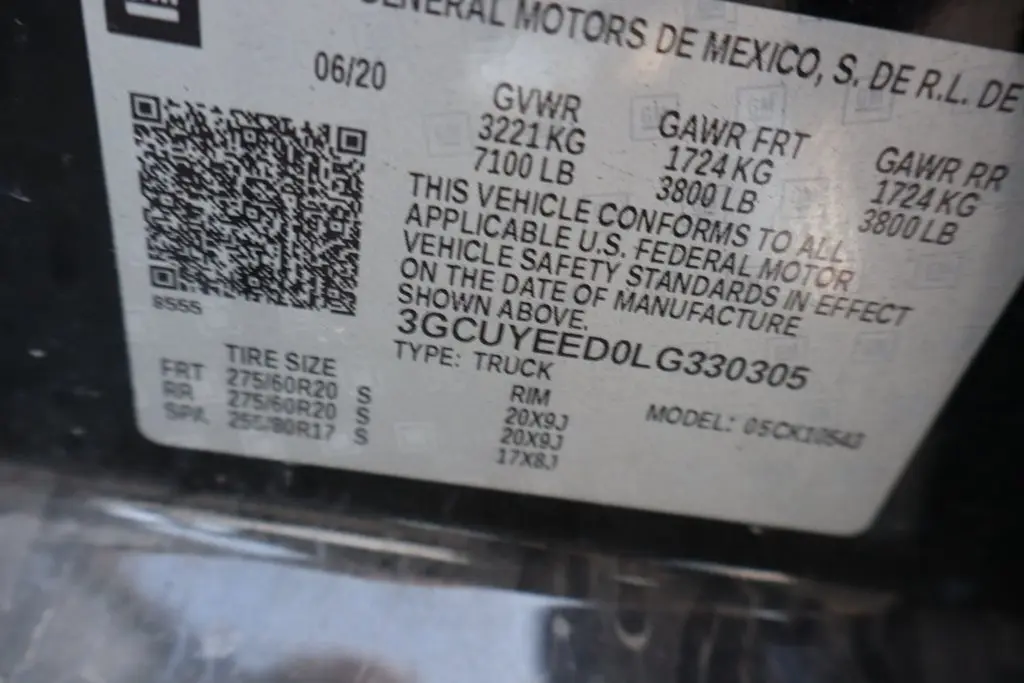 GENERAL MOTORS DE MEXICO, S. DE R.L. DE
06/20
GVWR
3221 KG
7100 LB
GAWR FRT
1724 KG
3800 LB
GAWR RR
1724 KG
3800 LB
THIS VEHICLE CONFORMS TO ALL
APPLICABLE U.S. FEDERAL MOTOR
VEHICLE SAFETY STANDARDS IN EFFECT
ON THE DATE OF MANUFACTURE
SHOWN ABOVE.
3GCUYEED0LG330305
TYPE: TRUCK
8555
TIRE SIZE
RIM
FRT 275/60R20 S 20X9J
RR 275/60R20 S 20X9J
SPA 255/80R17 S 17X8J
MODEL: 05CK10543